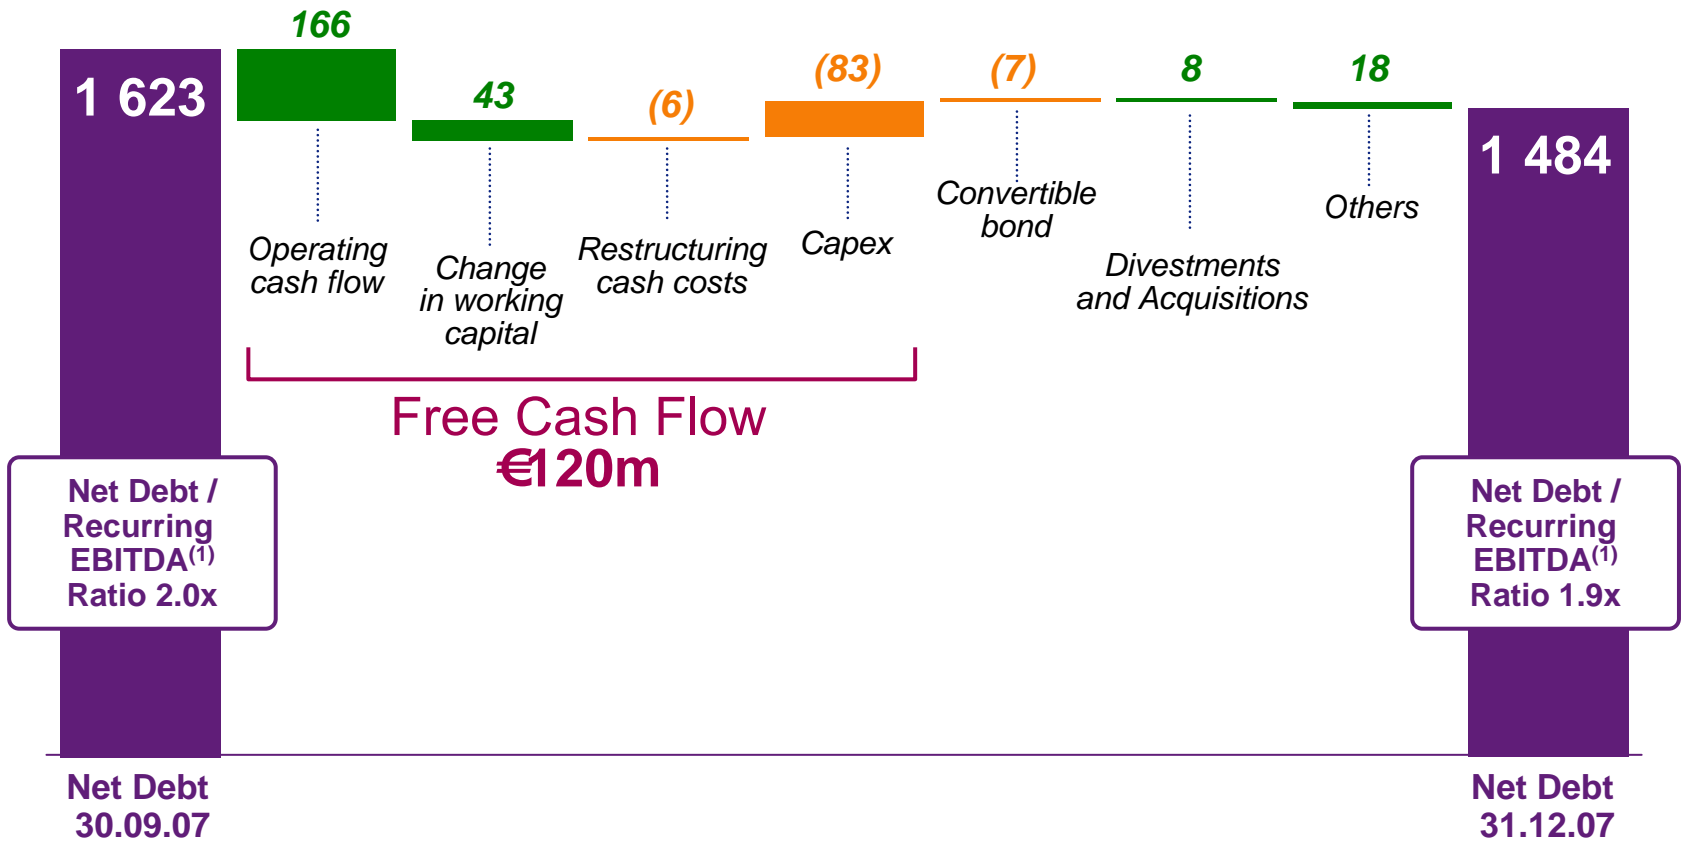 166
43
(6)
(83)
(7)
8
18
1 623
1 484
Operating
cash flow
Change
in working
capital
Restructuring
cash costs
Capex
Convertible
bond
Divestments
and Acquisitions
Others
Free Cash Flow
€120m
Net Debt /
Recurring
EBITDA(1)
Ratio 2.0x
Net Debt /
Recurring
EBITDA(1)
Ratio 1.9x
Net Debt
30.09.07
Net Debt
31.12.07